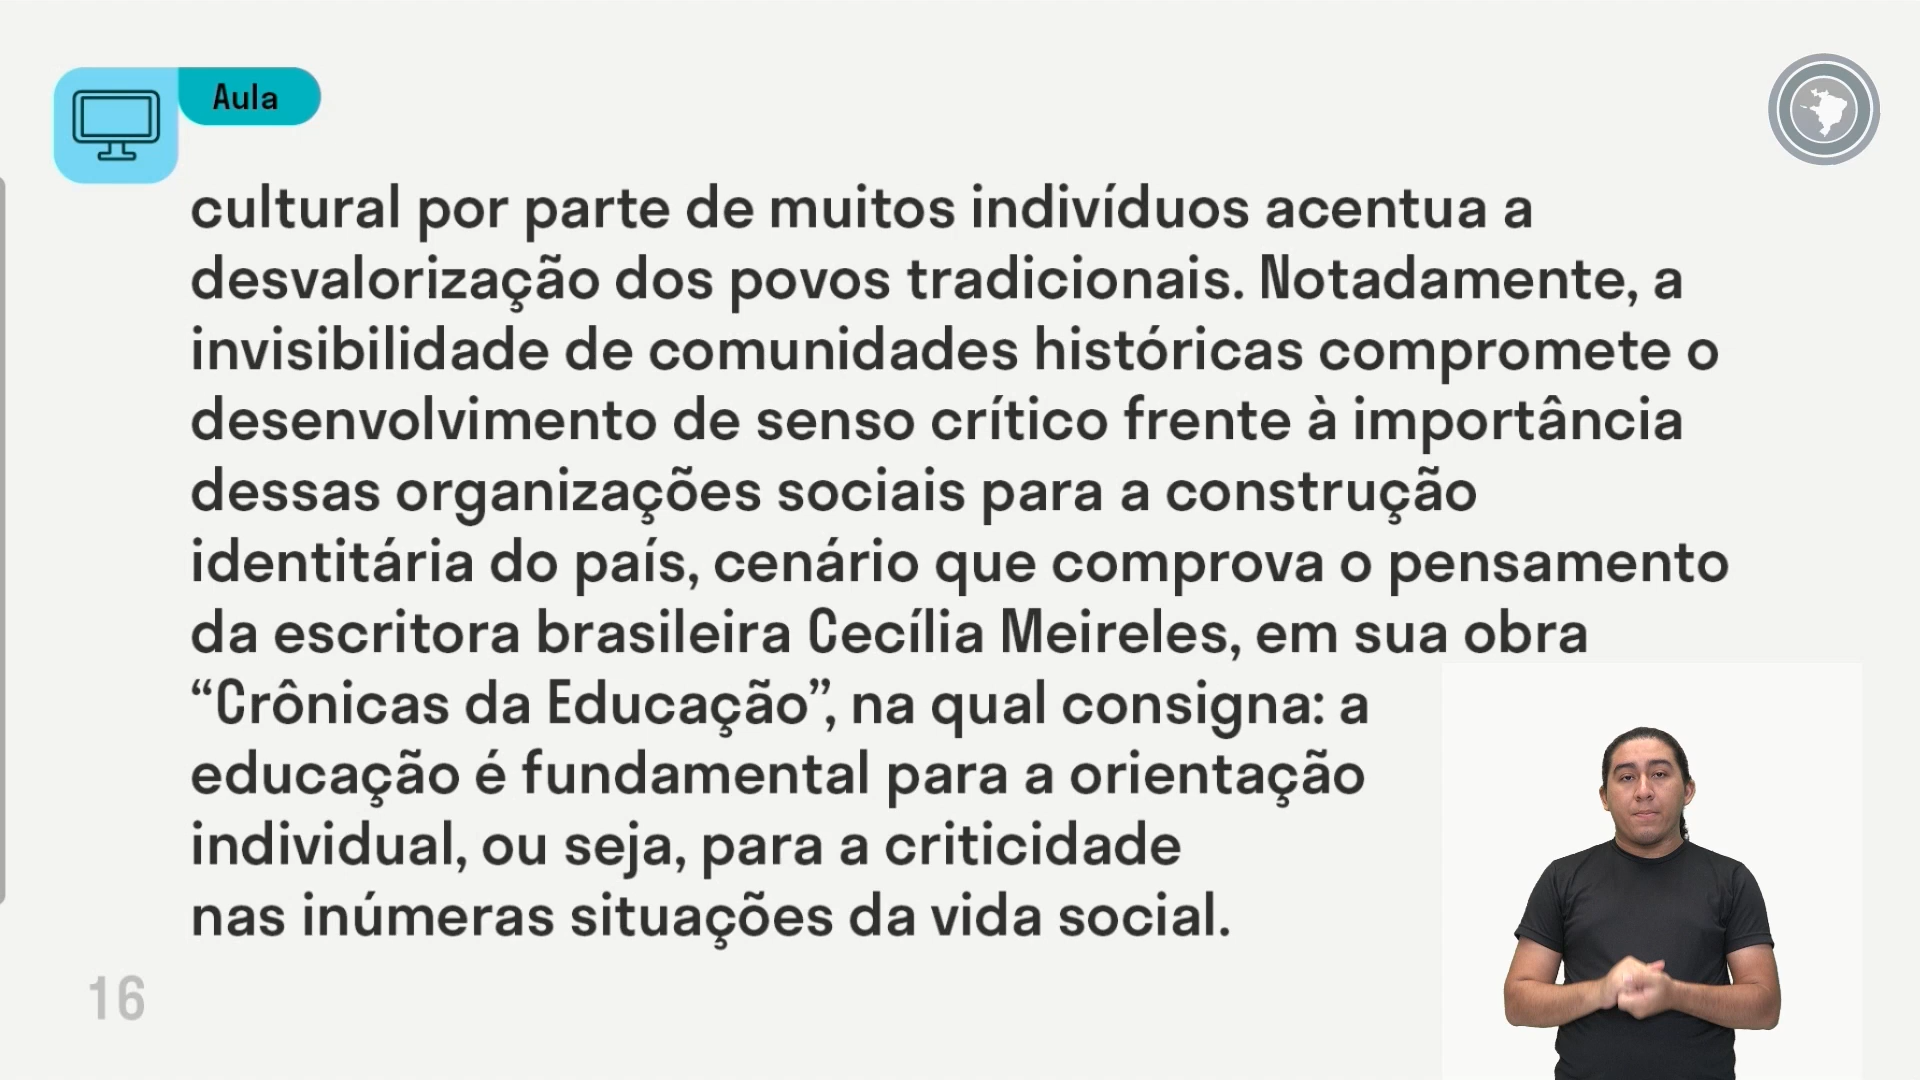 Aula
cultural por parte de muitos indivíduos acentua a
desvalorização dos povos tradicionais. Notadamente, a
invisibilidade de comunidades históricas compromete o
desenvolvimento de senso crítico frente à importância
dessas organizações sociais para a construção
identitária do país, cenário que comprova o pensamento
da escritora brasileira Cecília Meireles, em sua obra
“Crônicas da Educação”, na qual consigna: a
educação é fundamental para a orientação
individual, ou seja, para a criticidade
nas inúmeras situações da vida social.
16